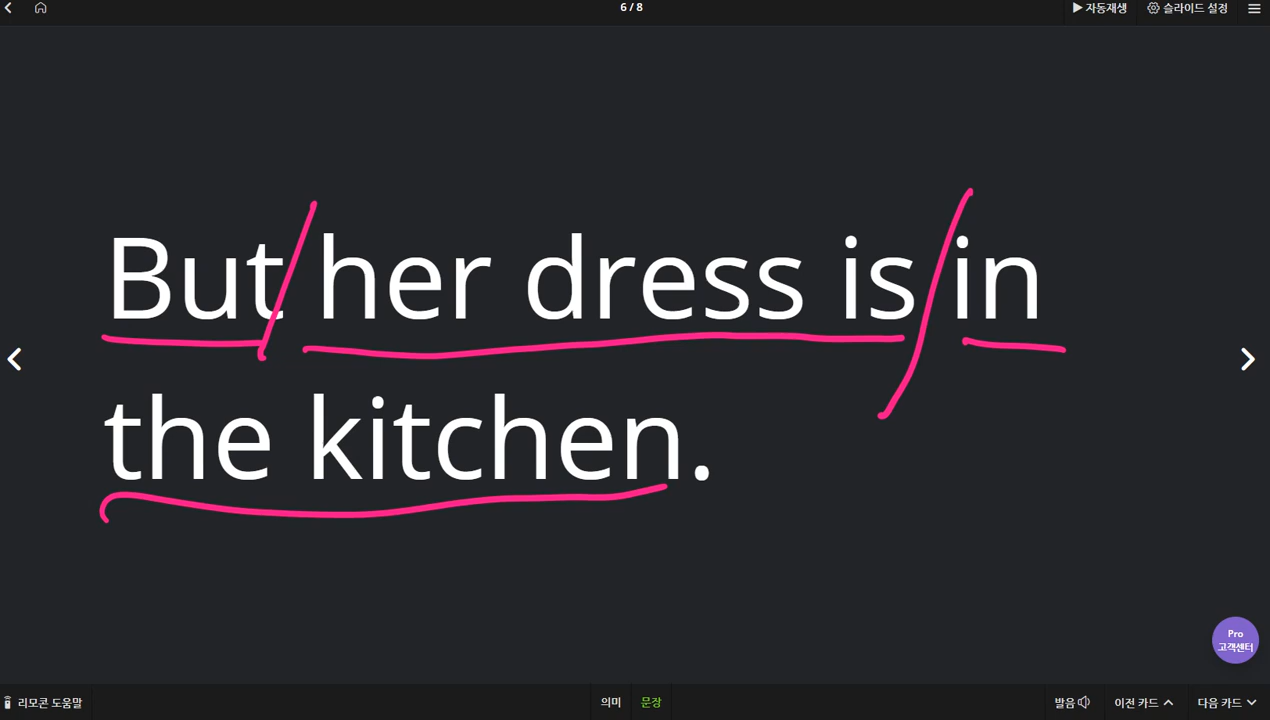 6 / 8
자동재생
슬라이드 설정
But her dress is in
the kitchen.
Pro
고객센터
리모콘 도움말
의미
문장
발음
이전 카드
다음 카드